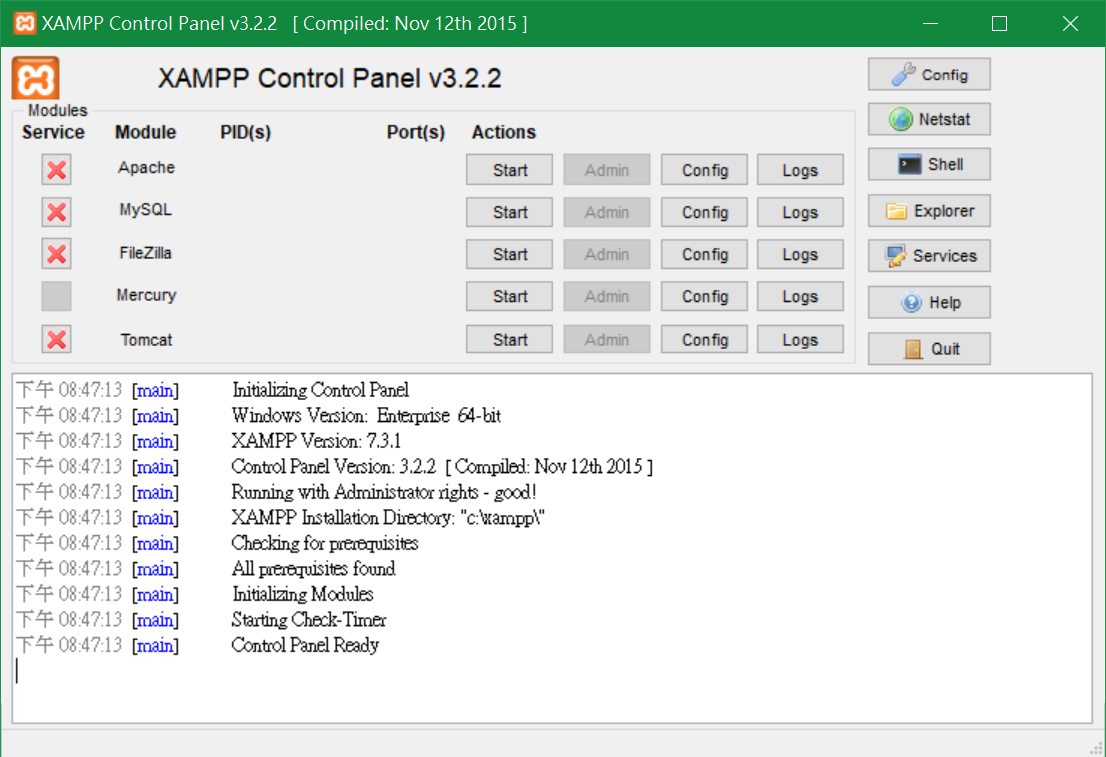 XAMPP Control Panel v3.2.2 [ Compiled: Nov 12th 2015 ]
XAMPP Control Panel v3.2.2
Config
Netstat
Shell
Explorer
Services
Help
Quit
Modules
Service Module PID(s) Port(s) Actions
Apache Start Admin Config Logs
MySQL Start Admin Config Logs
FileZilla Start Admin Config Logs
Mercury Start Admin Config Logs
Tomcat Start Admin Config Logs
下午 08:47:13 [main] Initializing Control Panel
下午 08:47:13 [main] Windows Version: Enterprise 64-bit
下午 08:47:13 [main] XAMPP Version: 7.3.1
下午 08:47:13 [main] Control Panel Version: 3.2.2 [ Compiled: Nov 12th 2015 ]
下午 08:47:13 [main] Running with Administrator rights - good!
下午 08:47:13 [main] XAMPP Installation Directory: "c:\xampp\"
下午 08:47:13 [main] Checking for prerequisites
下午 08:47:13 [main] All prerequisites found
下午 08:47:13 [main] Initializing Modules
下午 08:47:13 [main] Starting Check-Timer
下午 08:47:13 [main] Control Panel Ready